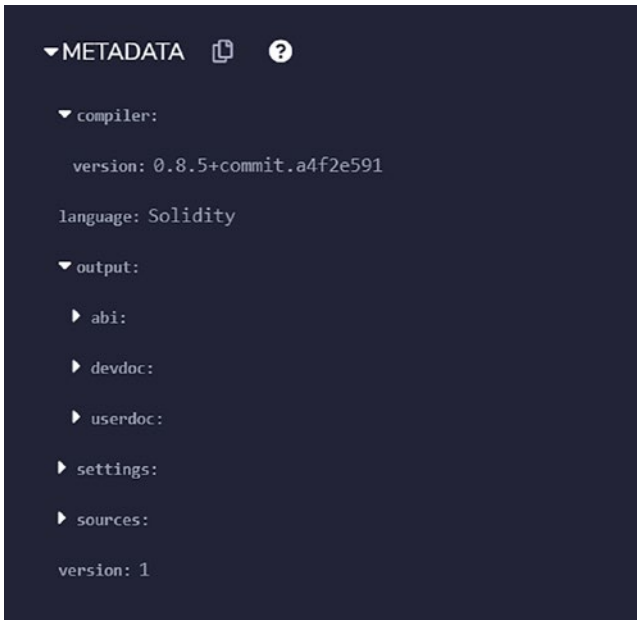 METADATA
compiler:
version: 0.8.5+commit.a4f2e591
language: Solidity
output:
abi:
devdoc:
userdoc:
settings:
sources:
version: 1